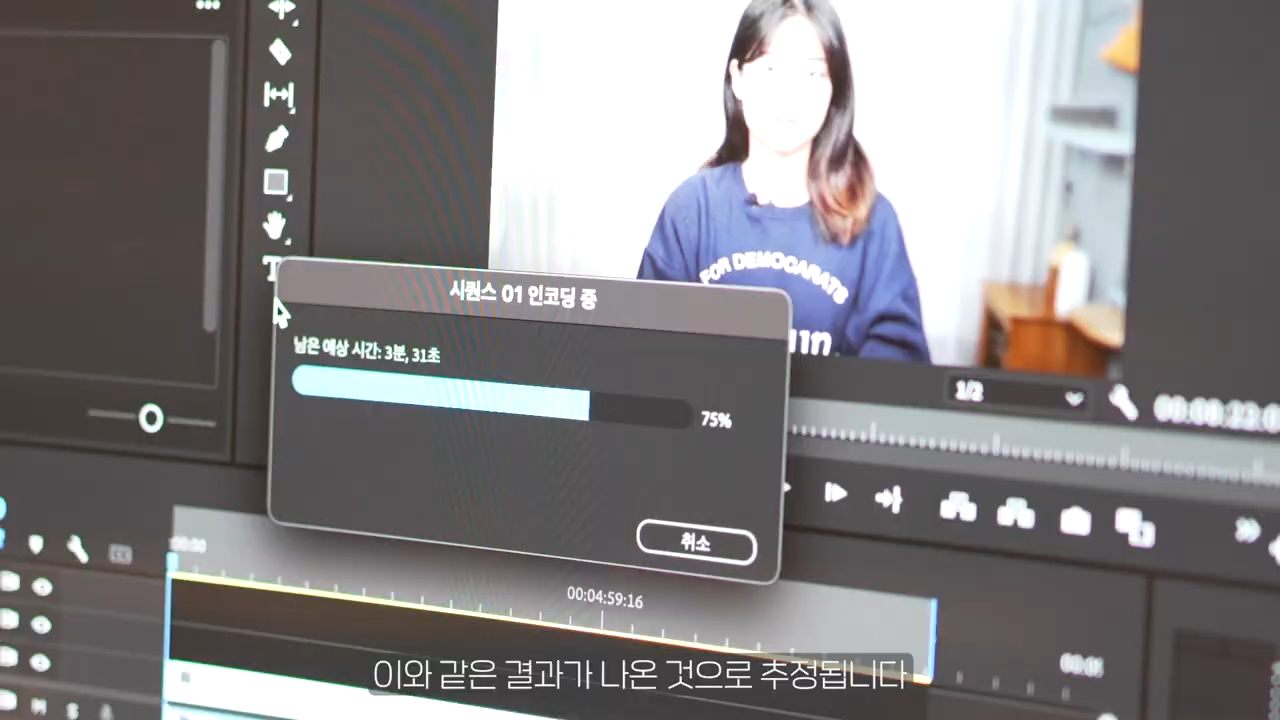 FOR DEMOCARATS
시퀀스 01 인코딩 중
남은 예상 시간: 3분, 31초
75%
1/2
취소
00:04:59:16
M S
이와 같은 결과가 나온 것으로 추정됩니다